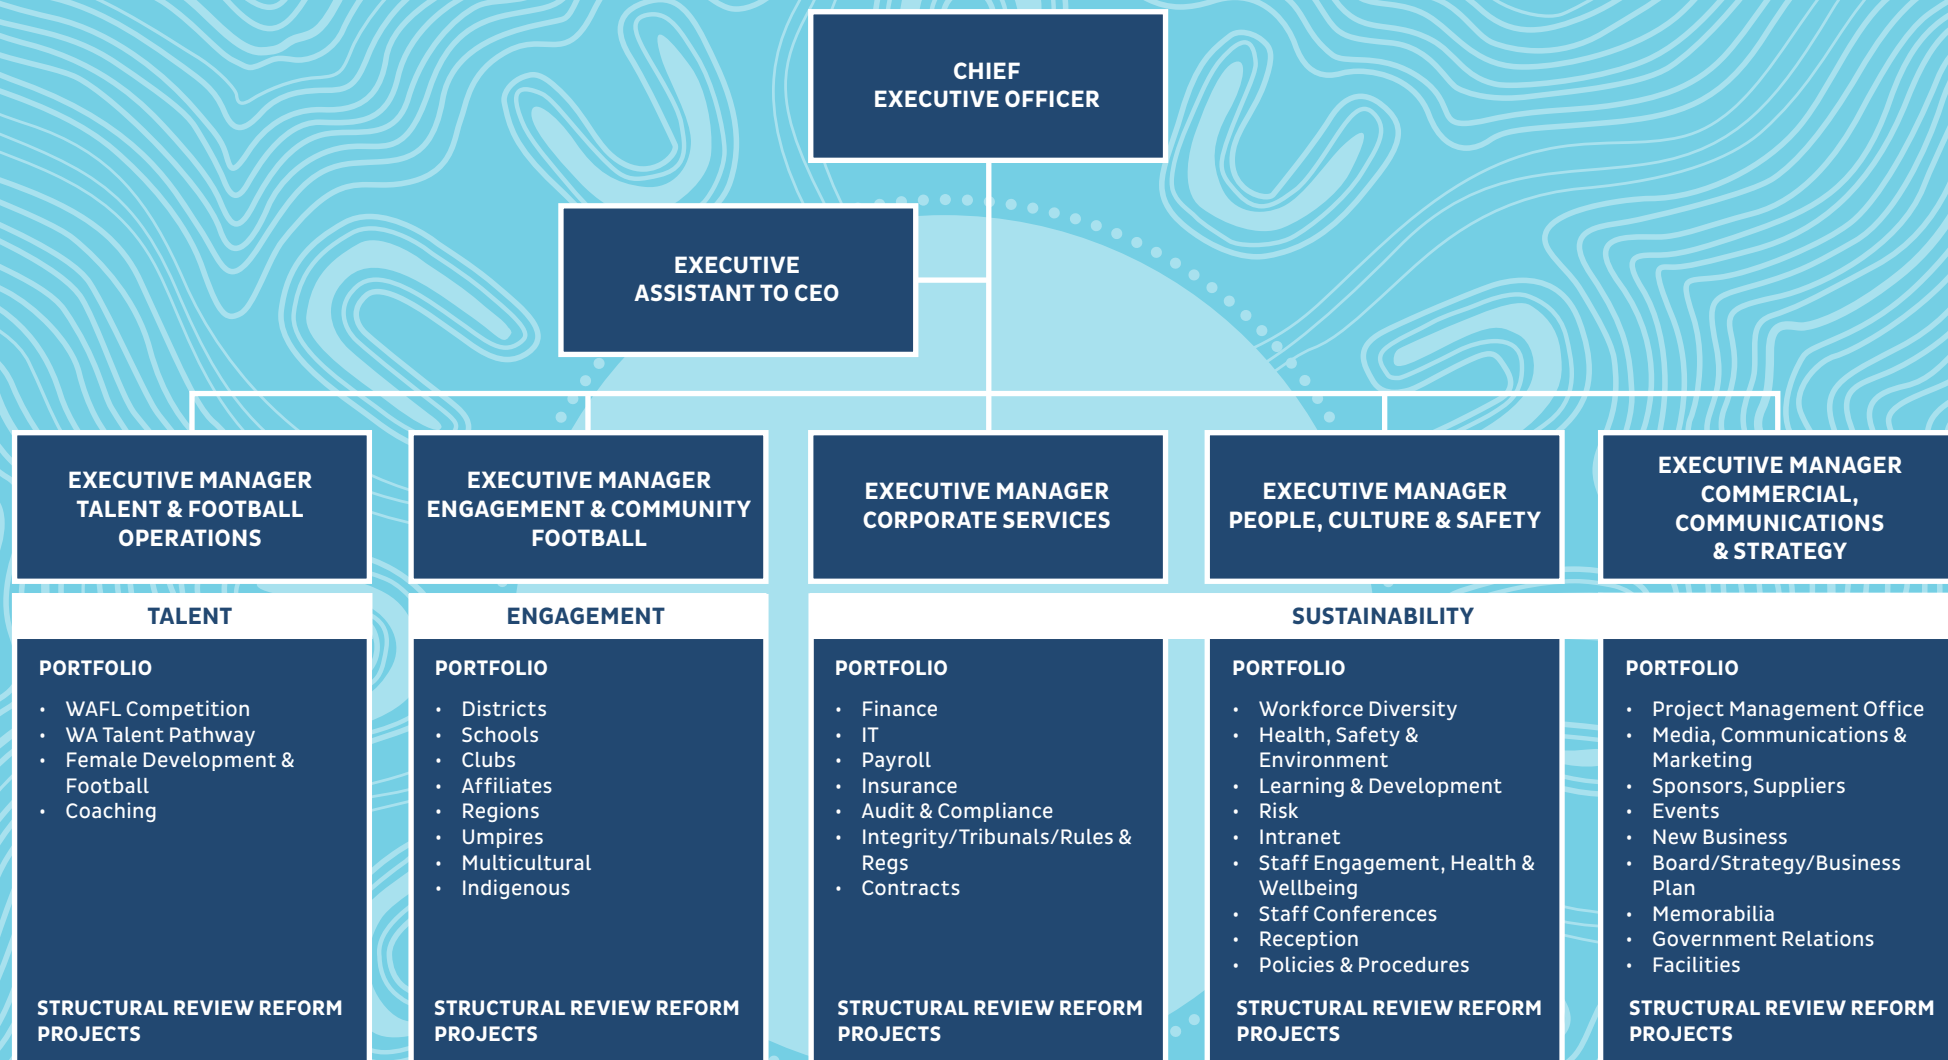 CHIEF
EXECUTIVE OFFICER
EXECUTIVE
ASSISTANT TO CEO
EXECUTIVE MANAGER
TALENT & FOOTBALL
OPERATIONS
EXECUTIVE MANAGER
ENGAGEMENT & COMMUNITY
FOOTBALL
EXECUTIVE MANAGER
CORPORATE SERVICES
EXECUTIVE MANAGER
PEOPLE, CULTURE & SAFETY
EXECUTIVE MANAGER
COMMERCIAL,
COMMUNICATIONS
& STRATEGY
TALENT
PORTFOLIO
• WAFL Competition
• WA Talent Pathway
• Female Development &
Football
• Coaching
STRUCTURAL REVIEW REFORM
PROJECTS
ENGAGEMENT
PORTFOLIO
• Districts
• Schools
• Clubs
• Affiliates
• Regions
• Umpires
• Multicultural
• Indigenous
STRUCTURAL REVIEW REFORM
PROJECTS
SUSTAINABILITY
PORTFOLIO
• Finance
• IT
• Payroll
• Insurance
• Audit & Compliance
• Integrity/Tribunals/Rules &
Regs
• Contracts
STRUCTURAL REVIEW REFORM
PROJECTS
PORTFOLIO
• Workforce Diversity
• Health, Safety &
Environment
• Learning & Development
• Risk
• Intranet
• Staff Engagement, Health &
Wellbeing
• Staff Conferences
• Reception
• Policies & Procedures
STRUCTURAL REVIEW REFORM
PROJECTS
PORTFOLIO
• Project Management Office
• Media, Communications &
Marketing
• Sponsors, Suppliers
• Events
• New Business
• Board/Strategy/Business
Plan
• Memorabilia
• Government Relations
• Facilities
STRUCTURAL REVIEW REFORM
PROJECTS